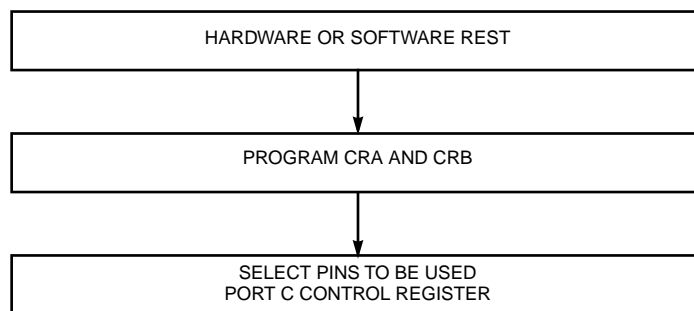 HARDWARE OR SOFTWARE REST
PROGRAM CRA AND CRB
SELECT PINS TO BE USED
PORT C CONTROL REGISTER